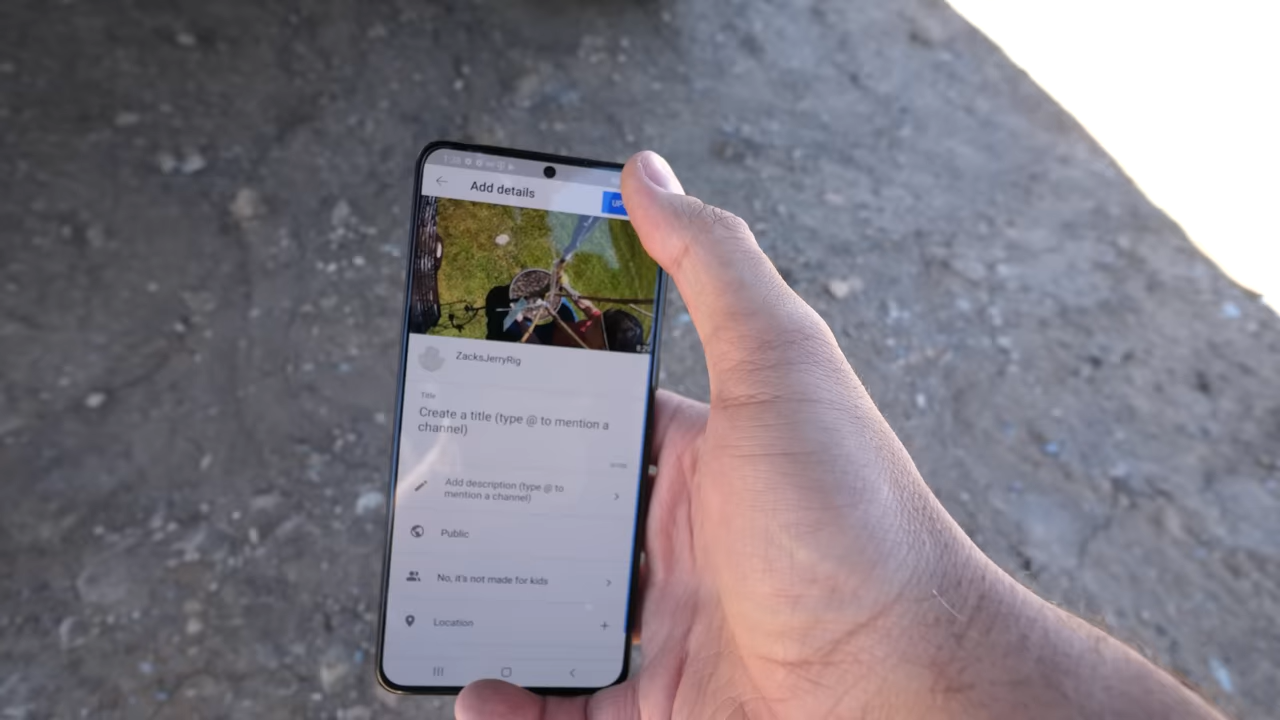 Add details
UP
ZacksJerryRig
Title
Create a title (type @ to mention a
channel)
Add description (type @ to
mention a channel)
Public
No, it's not made for kids
Location